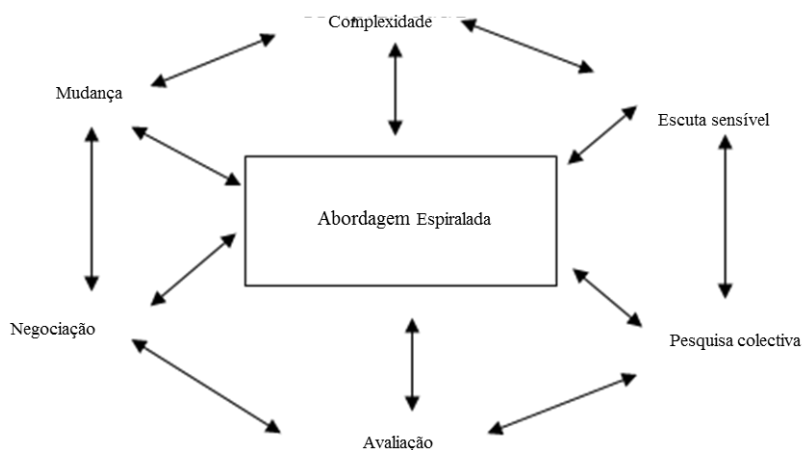 Complexidade
Mudança
Escuta sensível
Abordagem Espiralada
Negociação
Pesquisa colectiva
Avaliação